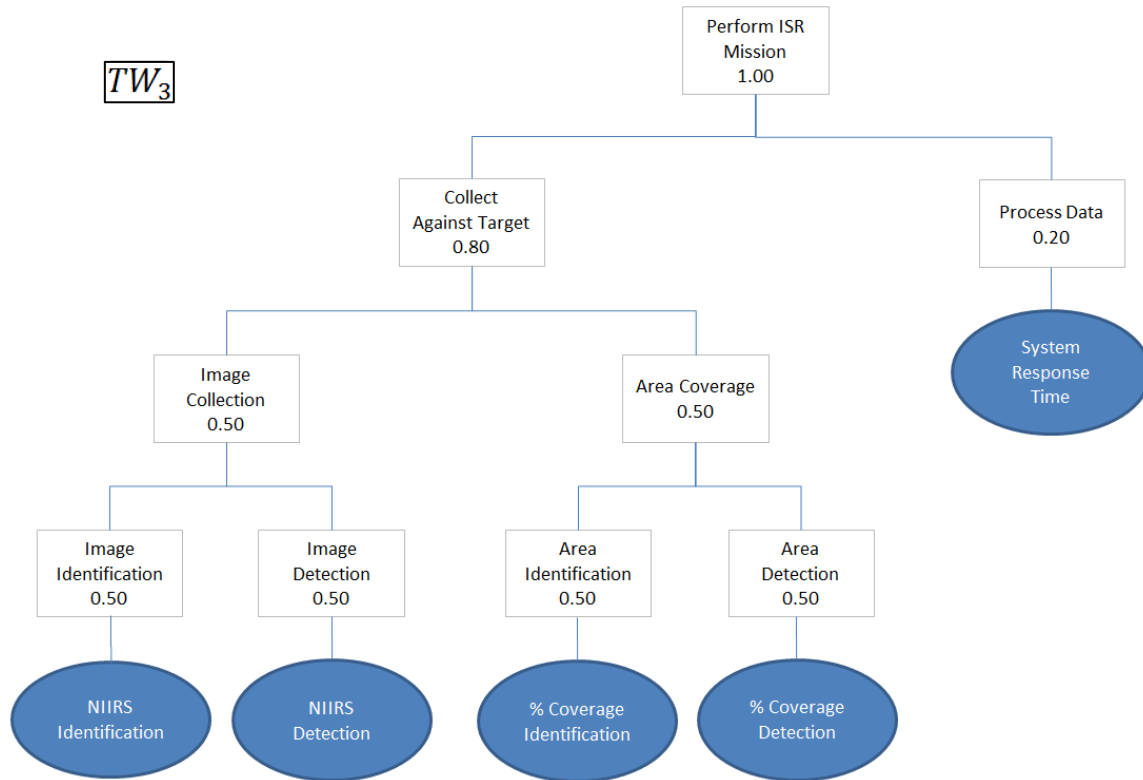 Perform ISR
Mission
1.00
TW₃
Collect
Against Target
0.80
Process Data
0.20
Image
Collection
0.50
Area Coverage
0.50
System
Response
Time
Image
Identification
0.50
Image
Detection
0.50
Area
Identification
0.50
Area
Detection
0.50
NIIRS
Identification
NIIRS
Detection
% Coverage
Identification
% Coverage
Detection